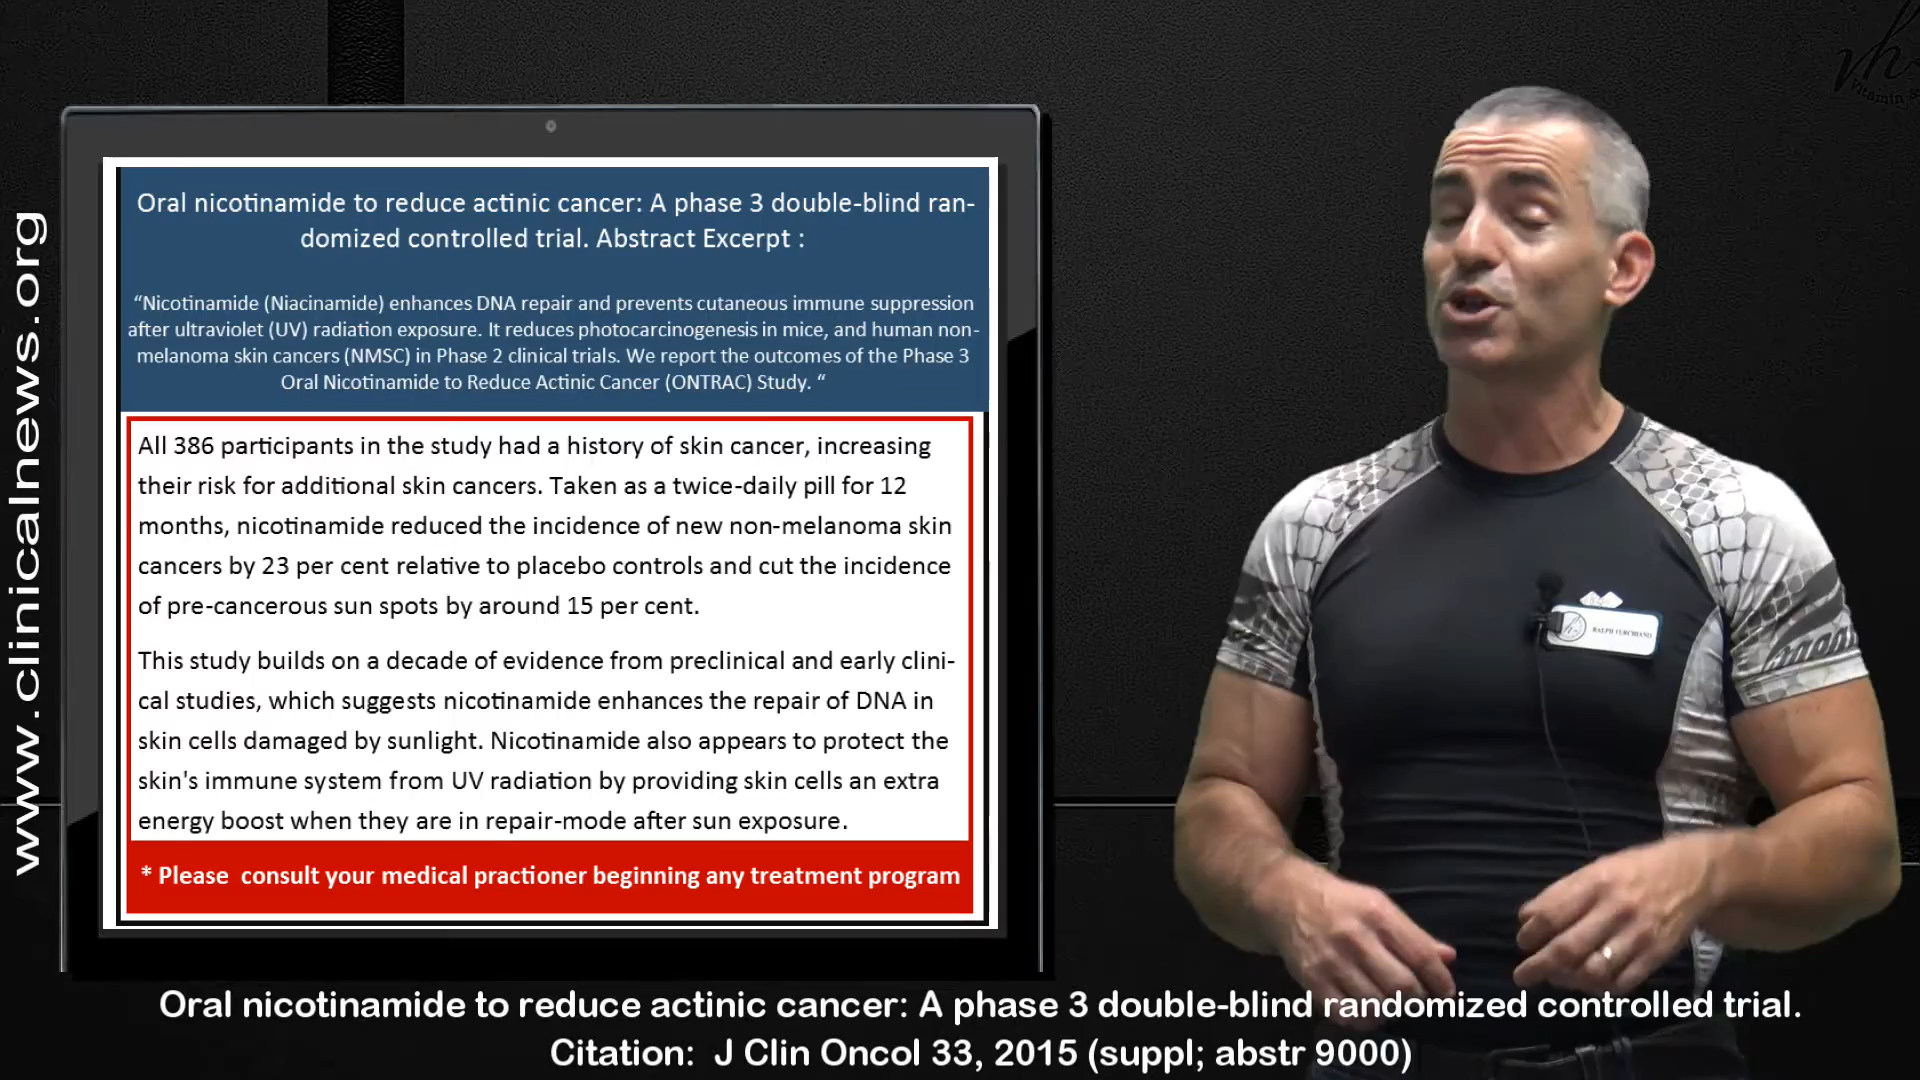 www.clinicalnews.org
Oral nicotinamide to reduce actinic cancer: A phase 3 double-blind ran-
domized controlled trial. Abstract Excerpt :
“Nicotinamide (Niacinamide) enhances DNA repair and prevents cutaneous immune suppression
after ultraviolet (UV) radiation exposure. It reduces photocarcinogenesis in mice, and human non-
melanoma skin cancers (NMSC) in Phase 2 clinical trials. We report the outcomes of the Phase 3
Oral Nicotinamide to Reduce Actinic Cancer (ONTRAC) Study. “
All 386 participants in the study had a history of skin cancer, increasing
their risk for additional skin cancers. Taken as a twice-daily pill for 12
months, nicotinamide reduced the incidence of new non-melanoma skin
cancers by 23 per cent relative to placebo controls and cut the incidence
of pre-cancerous sun spots by around 15 per cent.
This study builds on a decade of evidence from preclinical and early clini-
cal studies, which suggests nicotinamide enhances the repair of DNA in
skin cells damaged by sunlight. Nicotinamide also appears to protect the
skin's immune system from UV radiation by providing skin cells an extra
energy boost when they are in repair-mode after sun exposure.
* Please consult your medical practioner beginning any treatment program
vh
Vitamin &
RALPH TURCHIANO
Oral nicotinamide to reduce actinic cancer: A phase 3 double-blind randomized controlled trial.
Citation: J Clin Oncol 33, 2015 (suppl; abstr 9000)